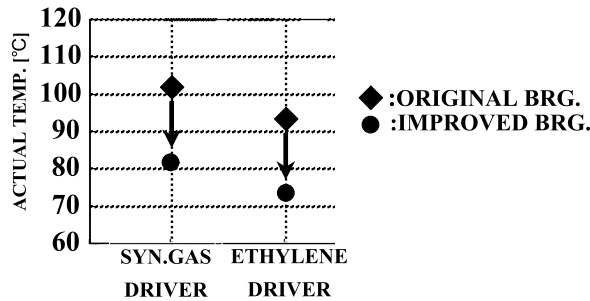 120
110
100
90
80
70
60
ACTUAL TEMP. [℃]
SYN.GAS DRIVER
ETHYLENE DRIVER
:ORIGINAL BRG.
:IMPROVED BRG.